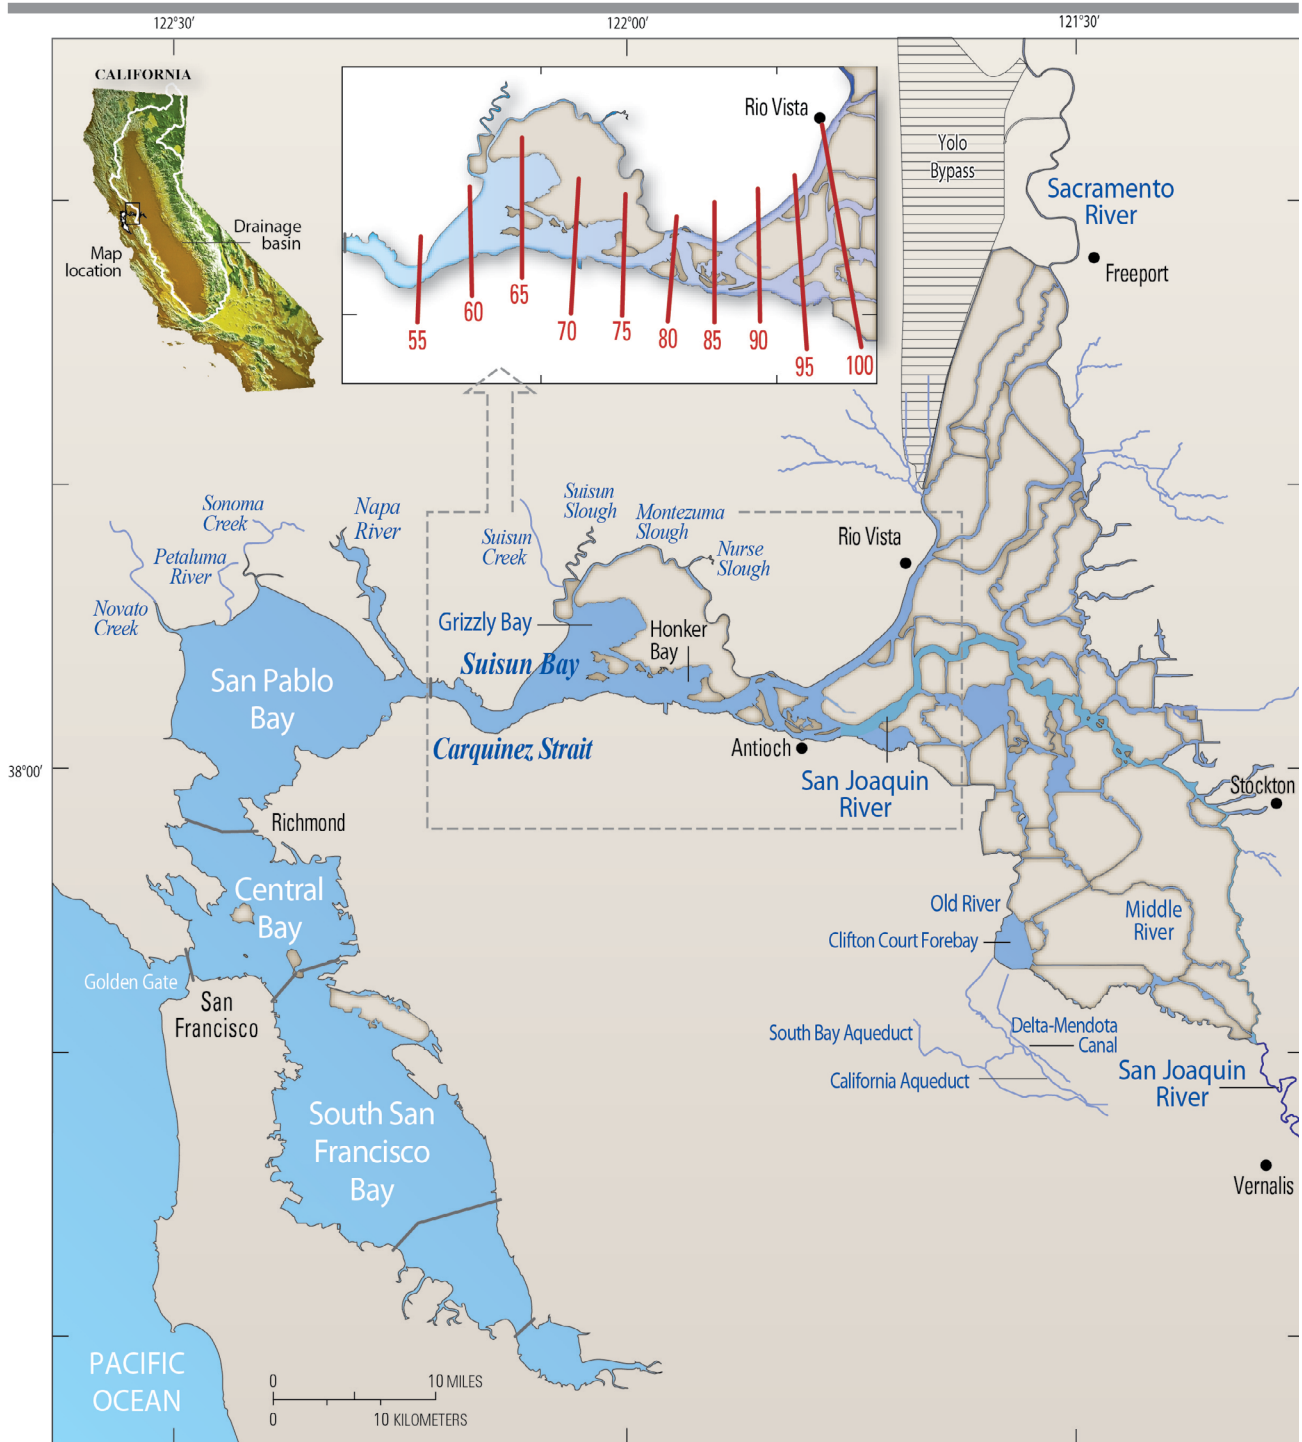 122°30'
122°00'
121°30'
CALIFORNIA
Drainage
basin
Map
location
Rio Vista
55
60
65
70
75
80
85
90
95
100
Yolo
Bypass
Sacramento
River
Freeport
Sonoma
Creek
Napa
River
Petaluma
River
Novato
Creek
Suisun
Creek
Suisun
Slough
Montezuma
Slough
Nurse
Slough
Rio Vista
Grizzly Bay
Honker
Bay
Suisun Bay
San Pablo
Bay
Carquinez Strait
Antioch
San Joaquin
River
38°00'
Stockton
Richmond
Central
Bay
Old River
Middle
River
Clifton Court Forebay
Golden Gate
San
Francisco
South Bay Aqueduct
Delta-Mendota
Canal
California Aqueduct
San Joaquin
River
South San
Francisco
Bay
Vernalis
PACIFIC
OCEAN
0 10 MILES
0 10 KILOMETERS